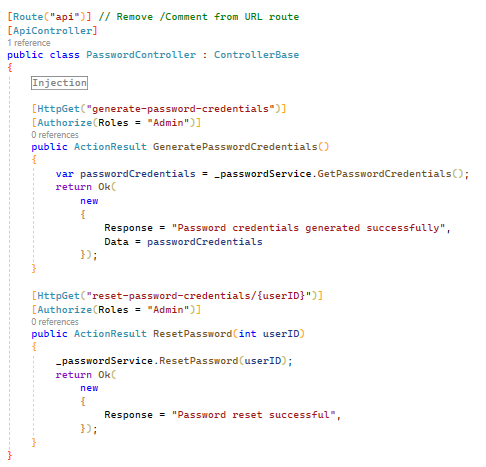 [Route("api")] // Remove /Comment from URL route
[ApiController]
1 reference
public class PasswordController : ControllerBase
{
Injection
[HttpGet("generate-password-credentials")]
[Authorize(Roles = "Admin")]
0 references
public ActionResult GeneratePasswordCredentials()
{
var passwordCredentials = _passwordService.GetPasswordCredentials();
return Ok(
new
{
Response = "Password credentials generated successfully",
Data = passwordCredentials
});
}
[HttpGet("reset-password-credentials/{userID}")]
[Authorize(Roles = "Admin")]
0 references
public ActionResult ResetPassword(int userID)
{
_passwordService.ResetPassword(userID);
return Ok(
new
{
Response = "Password reset successful",
});
}
}